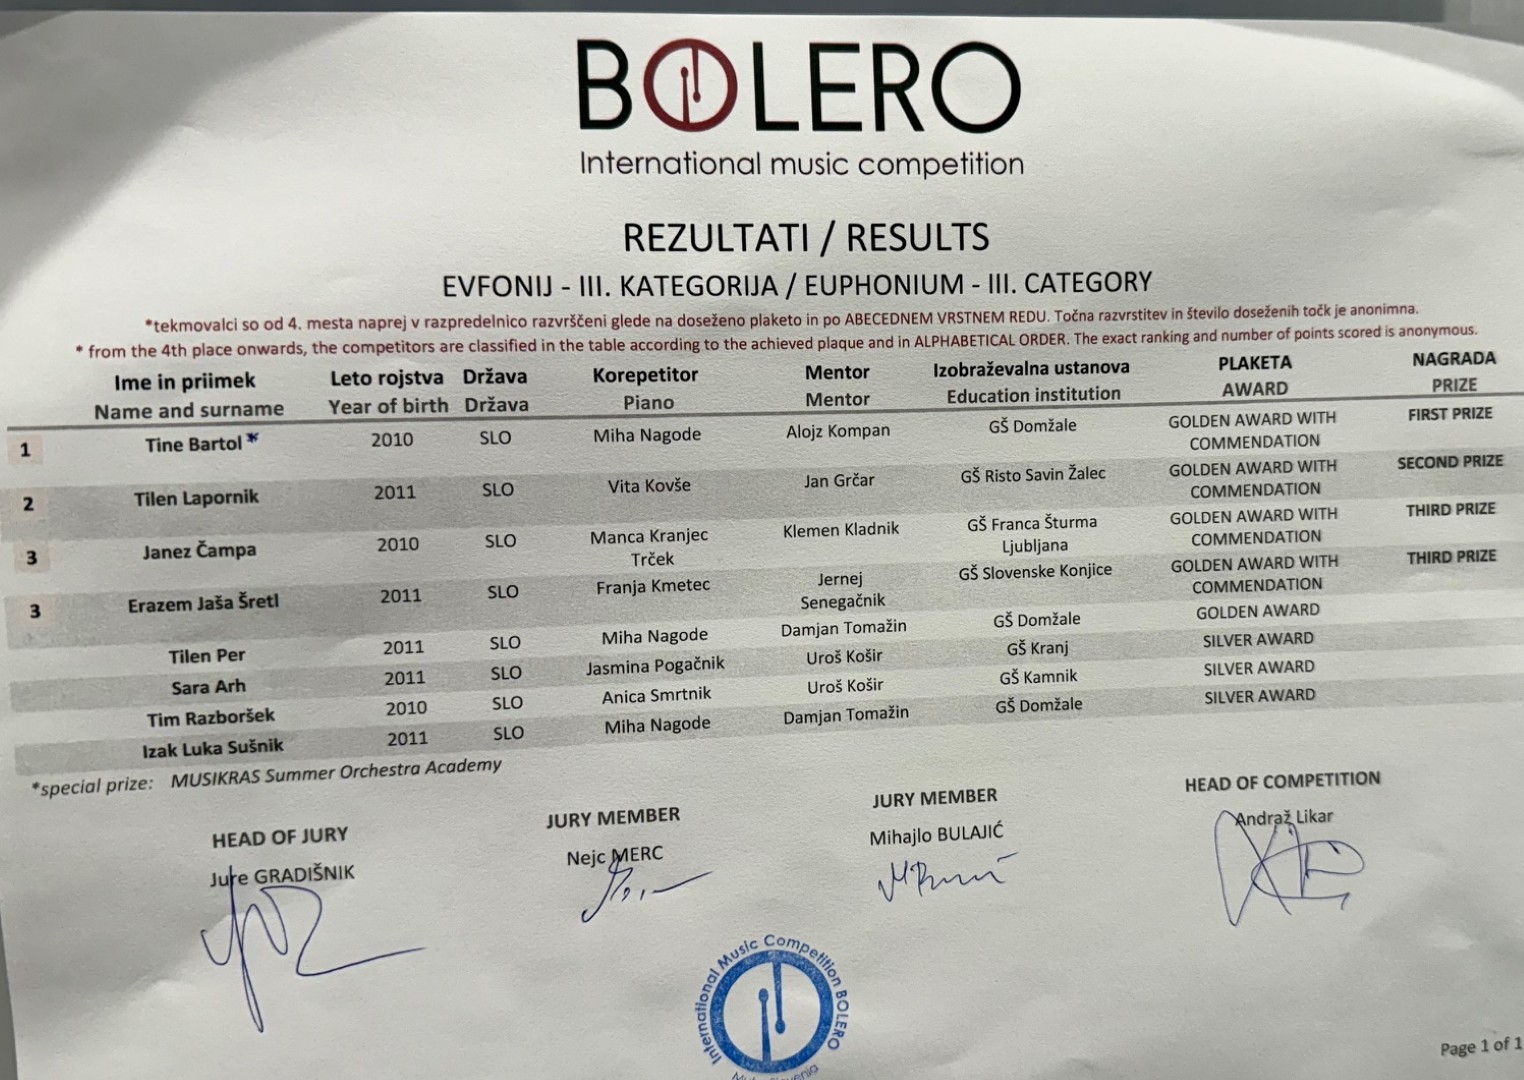 BOLERO
International music competition
REZULTATI / RESULTS
EVFONIJ - III. KATEGORIJA / EUPHONIUM - III. CATEGORY
*tekmovalci so od 4. mesta naprej v razpredelnico razvrščeni glede na doseženo plaketo in po ABECEDNEM VRSTNEM REDU. Točna razvrstitev in število doseženih točk je anonimna.
* from the 4th place onwards, the competitors are classified in the table according to the achieved plaque and in ALPHABETICAL ORDER. The exact ranking and number of points scored is anonymous.
Ime in priimek Leto rojstva Država Korepetitor Mentor Izobraževalna ustanova PLAKETA NAGRADA
Name and surname Year of birth Država Piano Mentor Education institution AWARD PRIZE
1 Tine Bartol * 2010 SLO Miha Nagode Alojz Kompan GŠ Domžale GOLDEN AWARD WITH FIRST PRIZE
COMMENDATION
2 Tilen Lapornik 2011 SLO Vita Kovše Jan Grčar GŠ Risto Savin Žalec GOLDEN AWARD WITH SECOND PRIZE
COMMENDATION
3 Janez Čampa 2010 SLO Manca Kranjec Klemen Kladnik GŠ Franca Šturma GOLDEN AWARD WITH THIRD PRIZE
Trček Ljubljana COMMENDATION
3 Erazem Jaša Šretl 2011 SLO Franja Kmetec Jernej GŠ Slovenske Konjice GOLDEN AWARD WITH THIRD PRIZE
Senegačnik COMMENDATION
Tilen Per 2011 SLO Miha Nagode Damjan Tomažin GŠ Domžale GOLDEN AWARD
Sara Arh 2011 SLO Jasmina Pogačnik Uroš Košir GŠ Kranj SILVER AWARD
Tim Razboršek 2010 SLO Anica Smrtnik Uroš Košir GŠ Kamnik SILVER AWARD
Izak Luka Sušnik 2011 SLO Miha Nagode Damjan Tomažin GŠ Domžale SILVER AWARD
*special prize: MUSIKRAS Summer Orchestra Academy
HEAD OF JURY JURY MEMBER JURY MEMBER HEAD OF COMPETITION
Jure GRADIŠNIK Nejc MERC Mihajlo BULAJIĆ Andraž Likar
International Music Competition BOLERO
Page 1 of 1